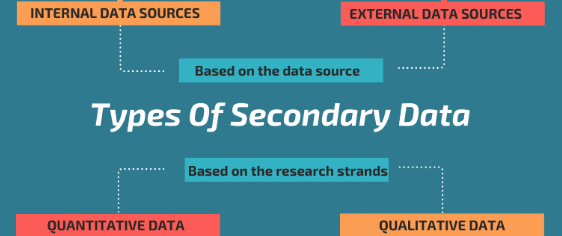 INTERNAL DATA SOURCES
EXTERNAL DATA SOURCES
Based on the data source
Types Of Secondary Data
Based on the research strands
QUANTITATIVE DATA
QUALITATIVE DATA